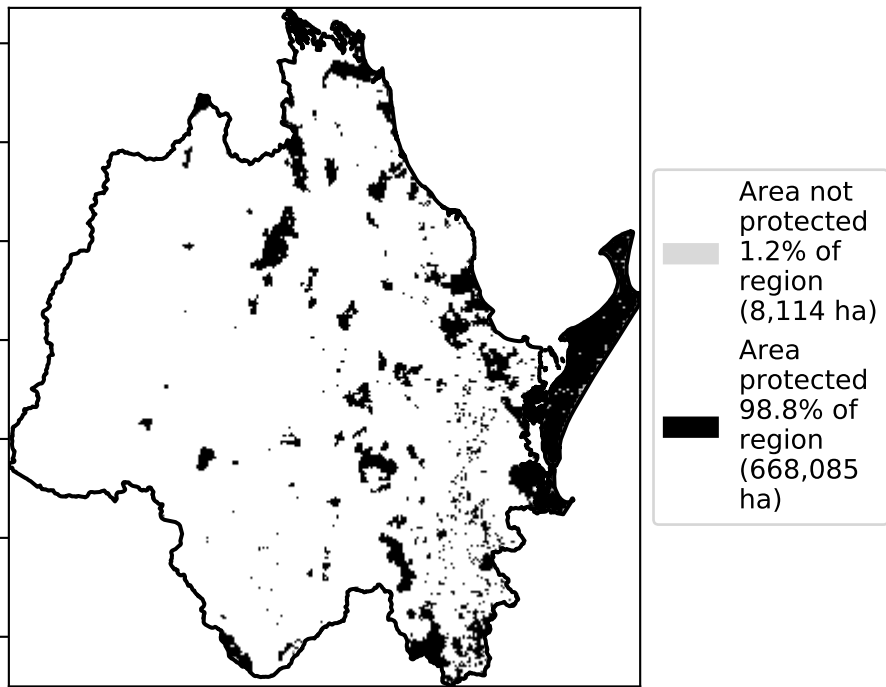 Area not
protected
1.2% of
region
(8,114 ha)
Area
protected
98.8% of
region
(668,085
ha)